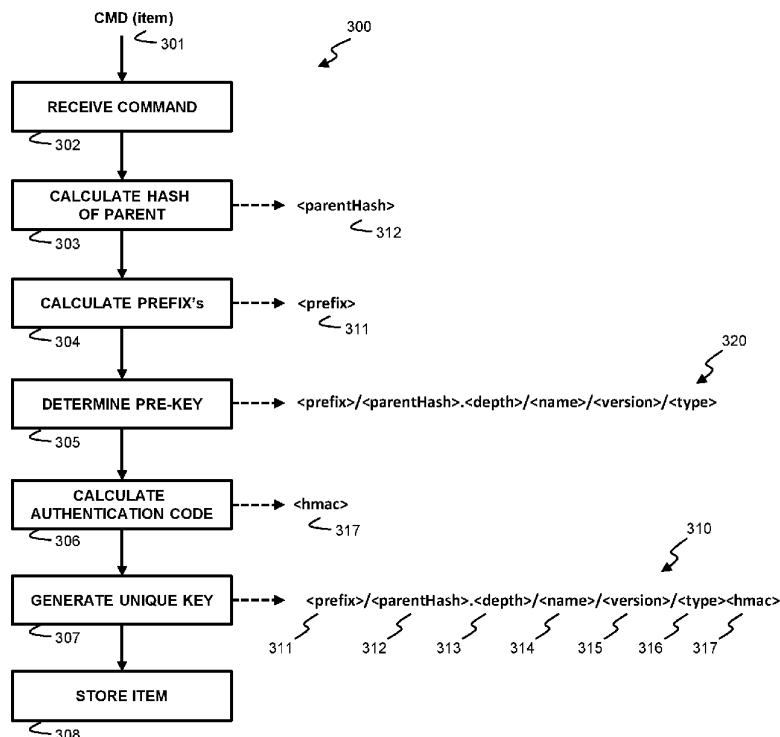 CMD (item)
301
300
RECEIVE COMMAND
302
CALCULATE HASH
OF PARENT
<parentHash>
303
312
CALCULATE PREFIX's
<prefix>
304
311
320
DETERMINE PRE-KEY
<prefix>/<parentHash>.<depth>/<name>/<version>/<type>
305
CALCULATE
AUTHENTICATION CODE
<hmac>
306
317
310
GENERATE UNIQUE KEY
<prefix>/<parentHash>.<depth>/<name>/<version>/<type><hmac>
307
311 312 313 314 315 316 317
STORE ITEM
308